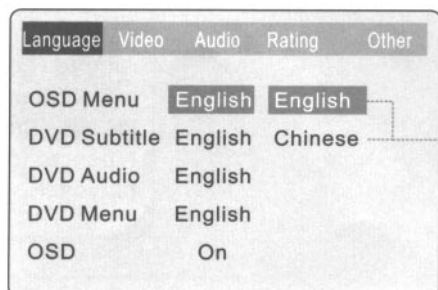 Language Video Audio Rating Other
OSD Menu English English
DVD Subtitle English Chinese
DVD Audio English
DVD Menu English
OSD On